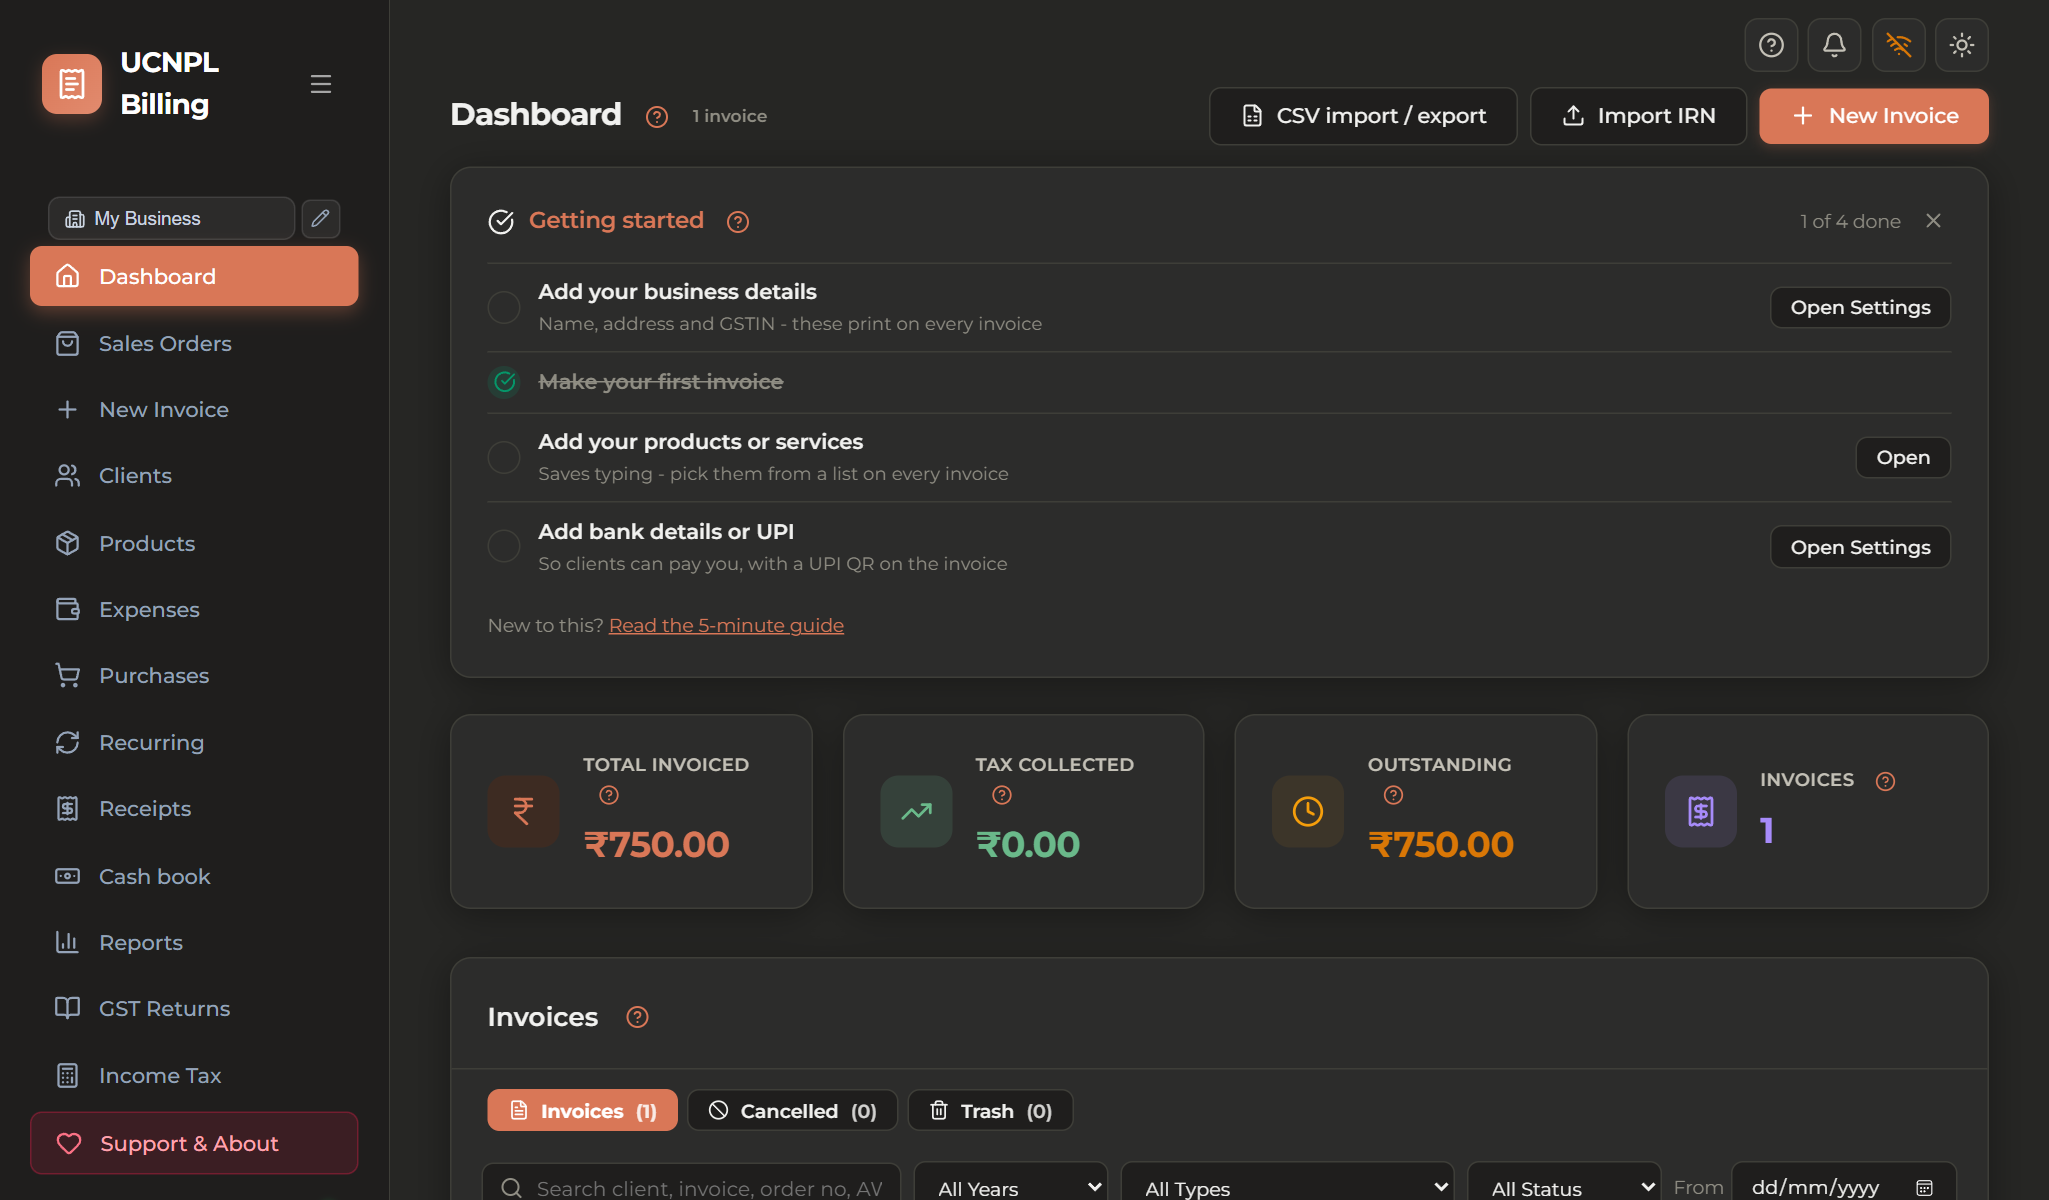 UCNPL
Billing
My Business
Dashboard
Sales Orders
New Invoice
Clients
Products
Expenses
Purchases
Recurring
Receipts
Cash book
Reports
GST Returns
Income Tax
Support & About
Dashboard 1 invoice
CSV import / export
Import IRN
New Invoice
Getting started
1 of 4 done
Add your business details
Name, address and GSTIN - these print on every invoice
Open Settings
Make your first invoice
Add your products or services
Saves typing - pick them from a list on every invoice
Open
Add bank details or UPI
So clients can pay you, with a UPI QR on the invoice
Open Settings
New to this? Read the 5-minute guide
TOTAL INVOICED
₹750.00
TAX COLLECTED
₹0.00
OUTSTANDING
₹750.00
INVOICES
1
Invoices
Invoices (1)
Cancelled (0)
Trash (0)
Search client, invoice, order no, AW
All Years
All Types
All Status
From
dd/mm/yyyy